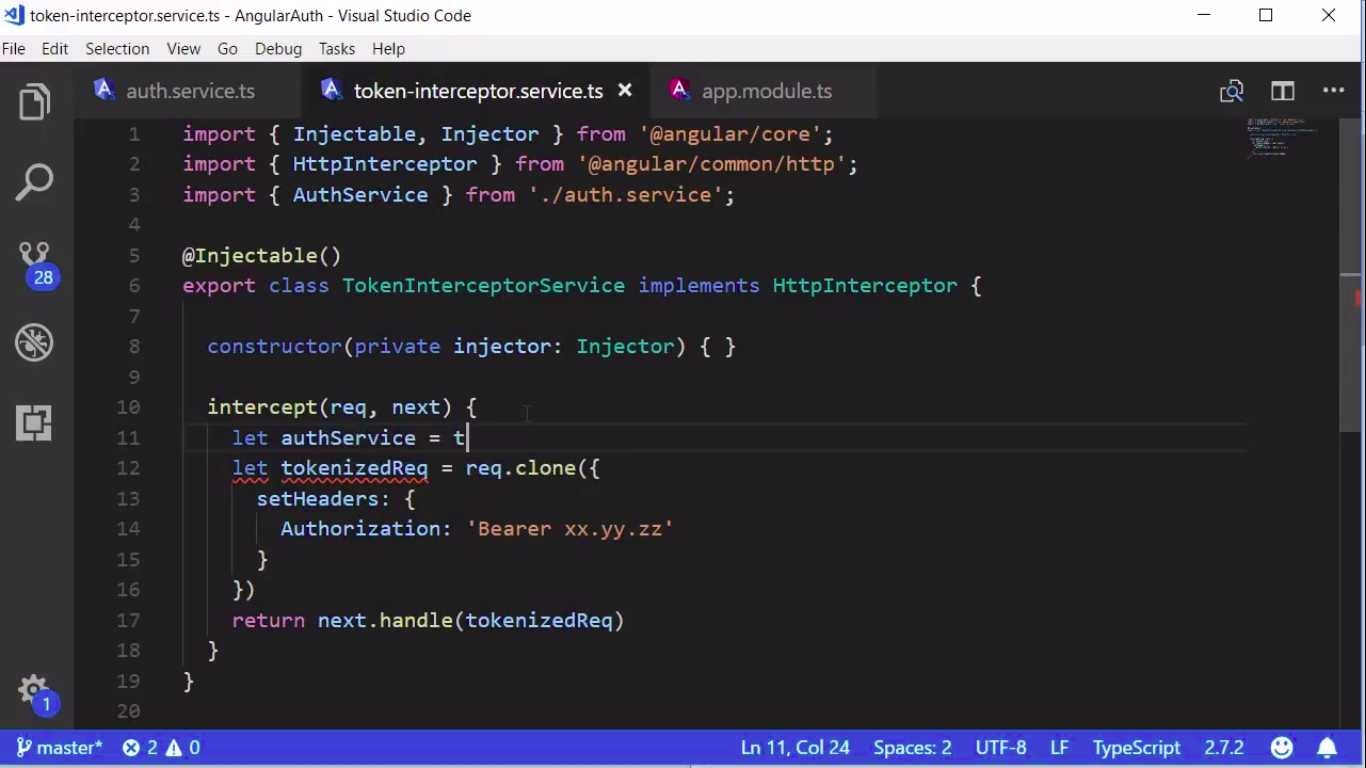 token-interceptor.service.ts - AngularAuth - Visual Studio Code
File Edit Selection View Go Debug Tasks Help
auth.service.ts token-interceptor.service.ts app.module.ts
1 import { Injectable, Injector } from '@angular/core';
2 import { HttpInterceptor } from '@angular/common/http';
3 import { AuthService } from './auth.service';
4
5 @Injectable()
6 export class TokenInterceptorService implements HttpInterceptor {
7
8 constructor(private injector: Injector) { }
9
10 intercept(req, next) {
11 let authService = t
12 let tokenizedReq = req.clone({
13 setHeaders: {
14 Authorization: 'Bearer xx.yy.zz'
15 }
16 })
17 return next.handle(tokenizedReq)
18 }
19 }
20
28
1
master* 2 0 Ln 11, Col 24 Spaces: 2 UTF-8 LF TypeScript 2.7.2